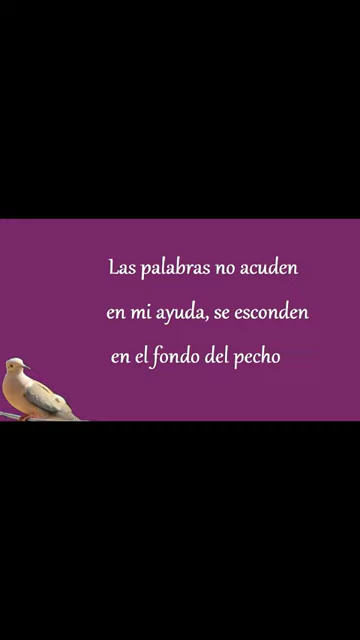 Las palabras no acuden
en mi ayuda, se esconden
en el fondo del pecho